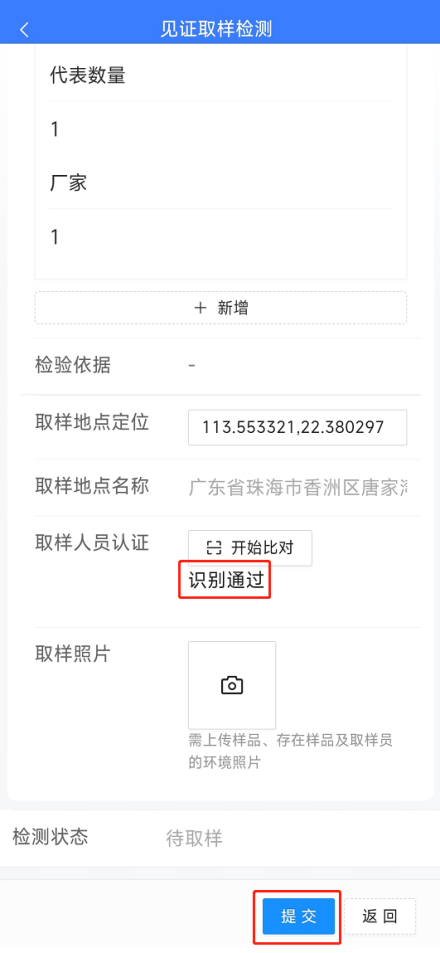 见证取样检测
代表数量
1
厂家
1
+ 新增
检验依据 -
取样地点定位 113.553321,22.380297
取样地点名称 广东省珠海市香洲区唐家
取样人员认证 开始比对
识别通过
取样照片
需上传样品、存在样品及取样员
的环境照片
检测状态 待取样
提交 返回